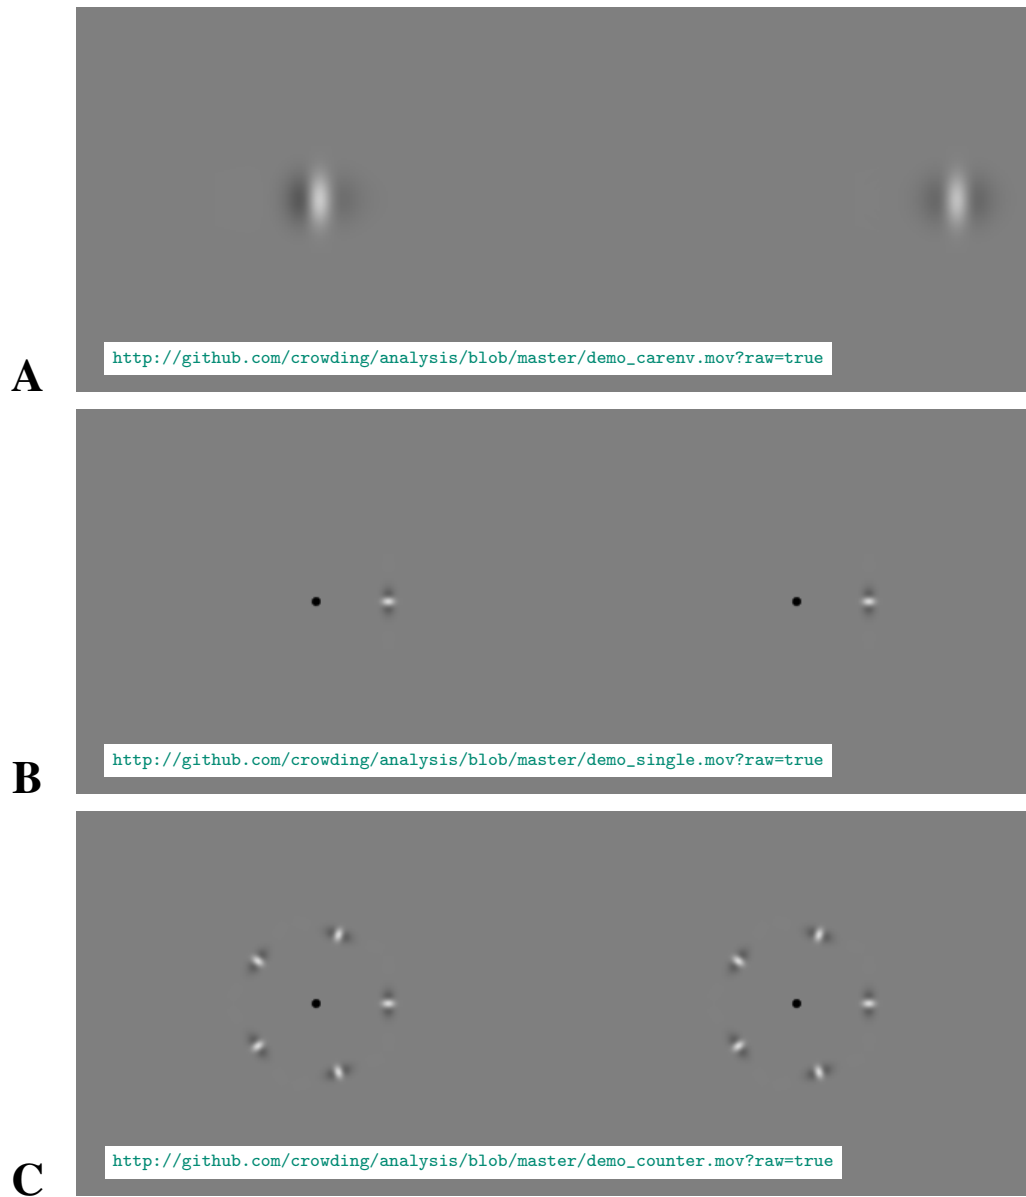 http://github.com/crowding/analysis/blob/master/demo_carenv.mov?raw=true
A
http://github.com/crowding/analysis/blob/master/demo_single.mov?raw=true
B
http://github.com/crowding/analysis/blob/master/demo_counter.mov?raw=true
C